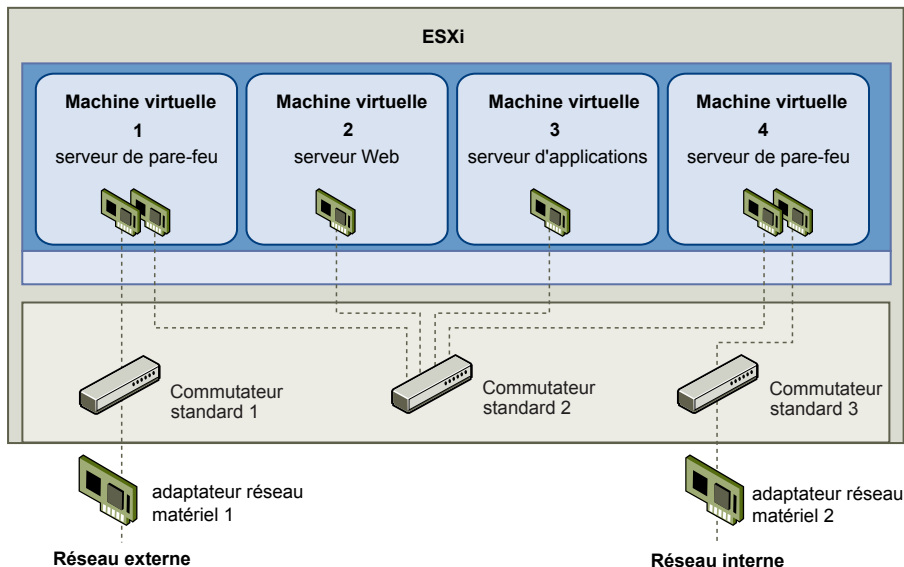 ESXi
Machine virtuelle
1
serveur de pare-feu
Machine virtuelle
2
serveur Web
Machine virtuelle
3
serveur d'applications
Machine virtuelle
4
serveur de pare-feu
Commutateur
standard 1
Commutateur
standard 2
Commutateur
standard 3
adaptateur réseau
matériel 1
adaptateur réseau
matériel 2
Réseau externe
Réseau interne